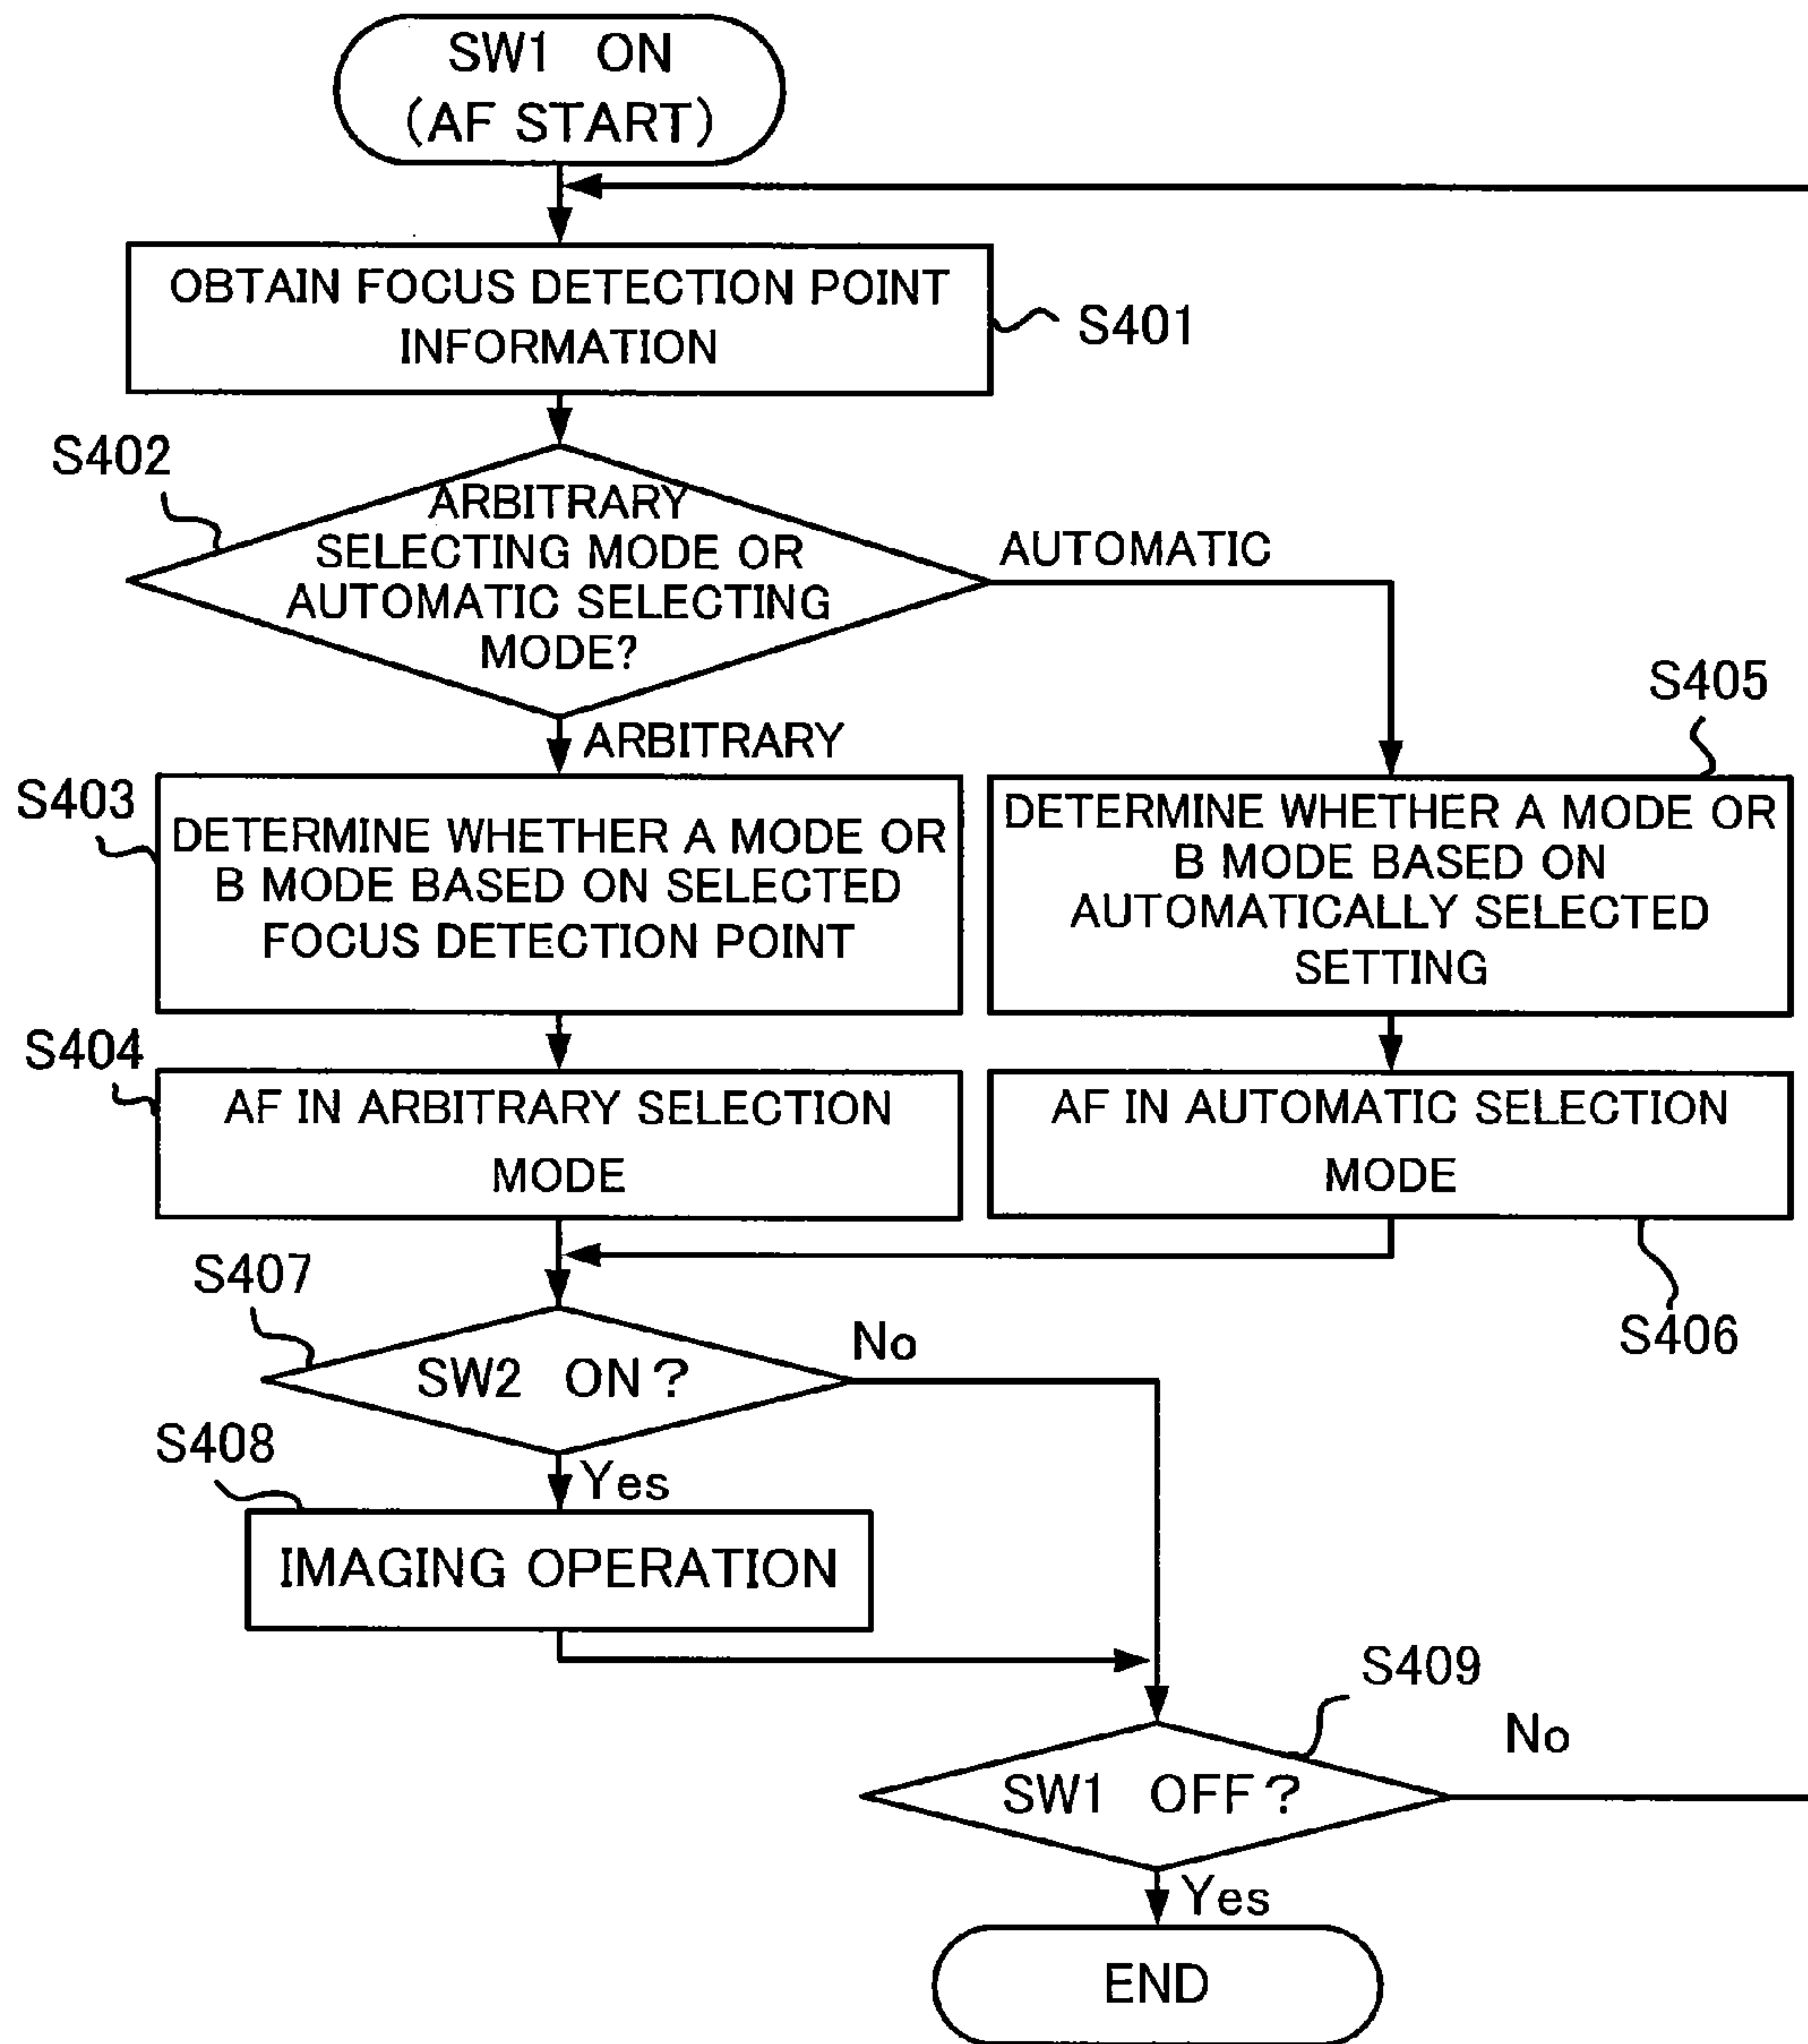 SW1 ON
(AF START)
OBTAIN FOCUS DETECTION POINT
INFORMATION
S401
S402
ARBITRARY
SELECTING MODE OR
AUTOMATIC SELECTING
MODE?
AUTOMATIC
ARBITRARY
S403
DETERMINE WHETHER A MODE OR
B MODE BASED ON SELECTED
FOCUS DETECTION POINT
S405
DETERMINE WHETHER A MODE OR
B MODE BASED ON
AUTOMATICALLY SELECTED
SETTING
S404
AF IN ARBITRARY SELECTION
MODE
AF IN AUTOMATIC SELECTION
MODE
S406
S407
SW2 ON?
No
Yes
S408
IMAGING OPERATION
S409
SW1 OFF?
No
Yes
END